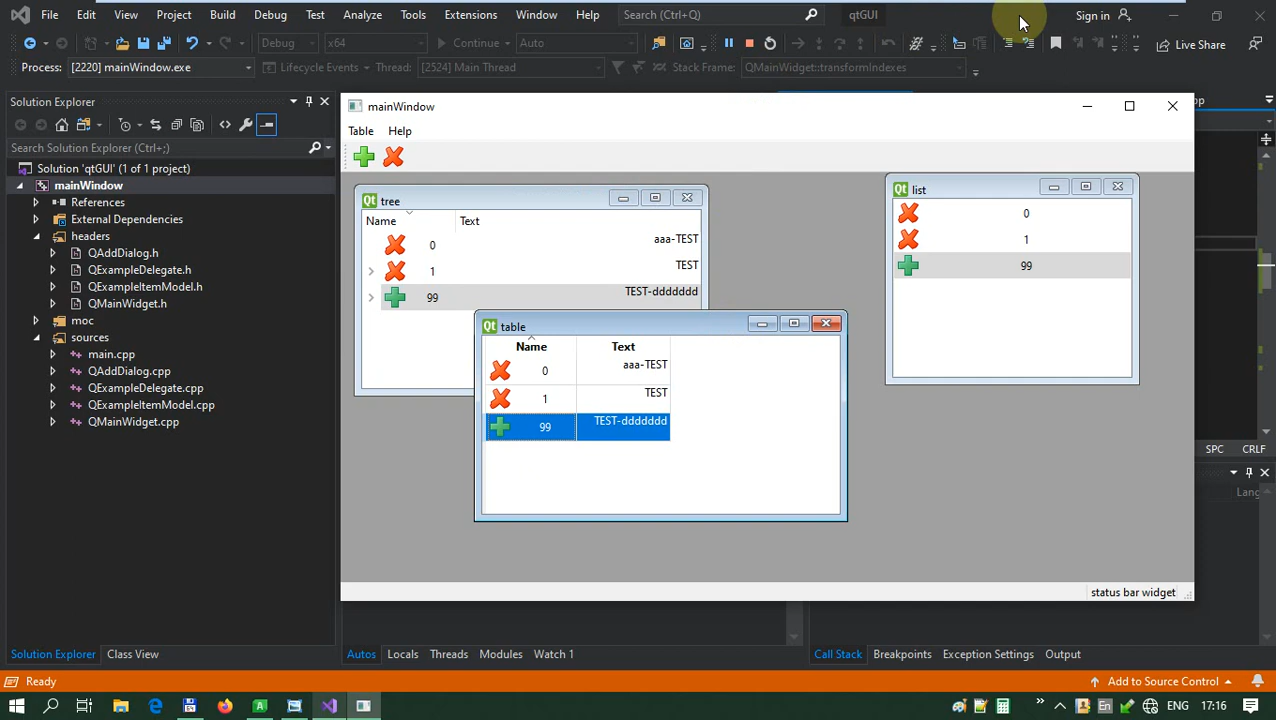 File Edit View Project Build Debug Test Analyze Tools Extensions Window Help Search (Ctrl+Q) qtGUI Sign in
Debug x64 Continue Auto Live Share
Process: [2220] mainWindow.exe Lifecycle Events Thread: [2524] Main Thread Stack Frame: QMainWidget::transformIndexes
Solution Explorer
Search Solution Explorer (Ctrl+;)
Solution 'qtGUI' (1 of 1 project)
mainWindow
References
External Dependencies
headers
QAddDialog.h
QExampleDelegate.h
QExampleItemModel.h
QMainWidget.h
moc
sources
main.cpp
QAddDialog.cpp
QExampleDelegate.cpp
QExampleItemModel.cpp
QMainWidget.cpp
Solution Explorer Class View
mainWindow
Table Help
Qt tree
Name Text
0 aaa-TEST
1 TEST
99 TEST-ddddddd
Qt table
Name Text
0 aaa-TEST
1 TEST
99 TEST-ddddddd
Qt list
0
1
99
status bar widget
SPC CRLF
Lang
Autos Locals Threads Modules Watch 1
Call Stack Breakpoints Exception Settings Output
Ready Add to Source Control
En ENG 17:16